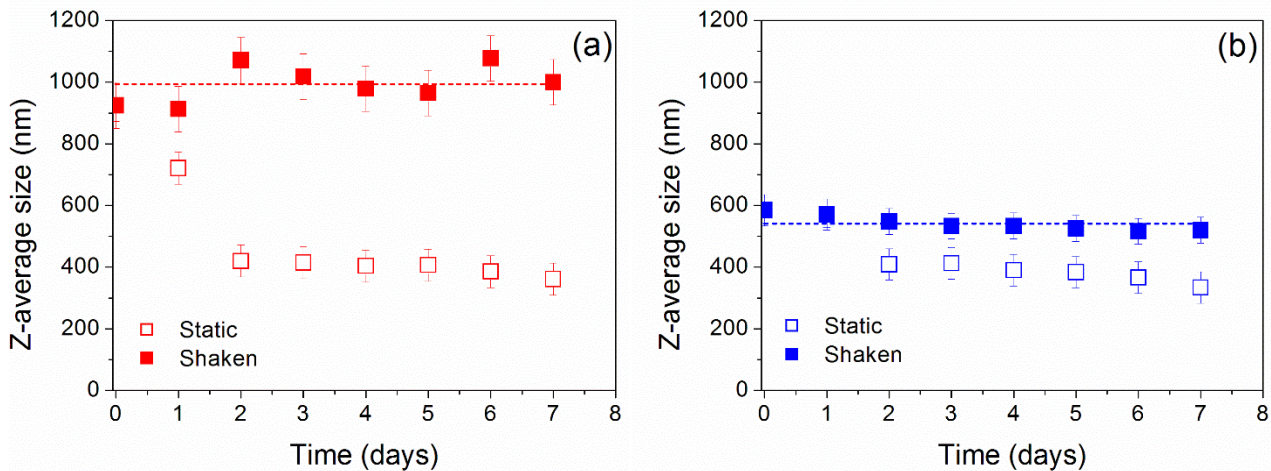 (a)
Z-average size (nm)
1200
1000
800
600
400
200
0
Static
Shaken
0 1 2 3 4 5 6 7 8
Time (days)
(b)
Z-average size (nm)
1200
1000
800
600
400
200
0
Static
Shaken
0 1 2 3 4 5 6 7 8
Time (days)